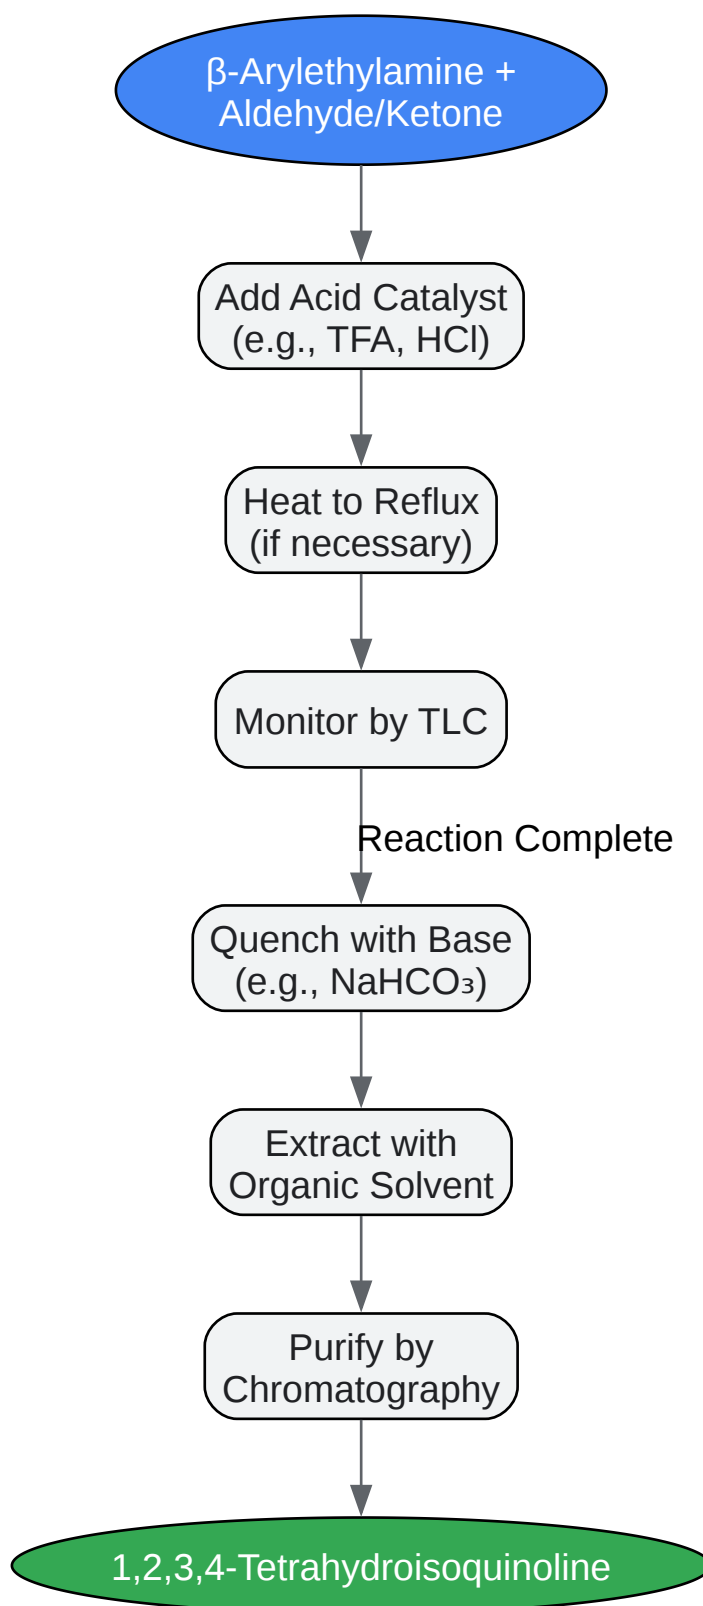 β-Arylethylamine +
Aldehyde/Ketone
Add Acid Catalyst
(e.g., TFA, HCl)
Heat to Reflux
(if necessary)
Monitor by TLC
Reaction Complete
Quench with Base
(e.g., NaHCO₃)
Extract with
Organic Solvent
Purify by
Chromatography
1,2,3,4-Tetrahydroisoquinoline